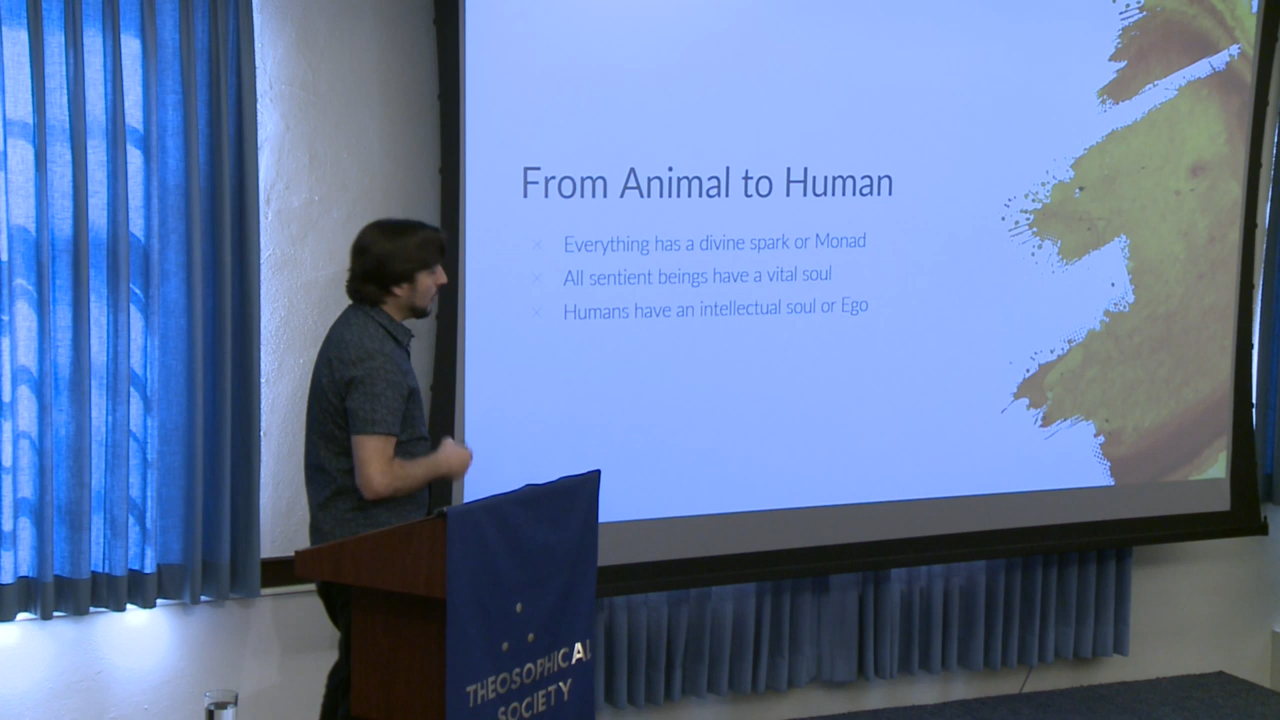 From Animal to Human
Everything has a divine spark or Monad
All sentient beings have a vital soul
Humans have an intellectual soul or Ego
THEOSOPHICAL
SOCIETY